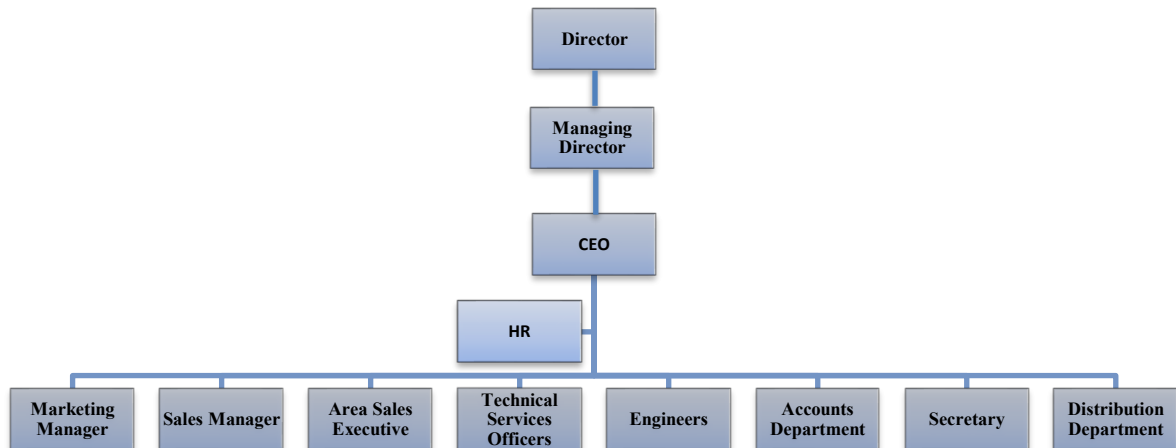 Director
Managing
Director
CEO
HR
Marketing
Manager
Sales Manager
Area Sales
Executive
Technical
Services
Officers
Engineers
Accounts
Department
Secretary
Distribution
Department